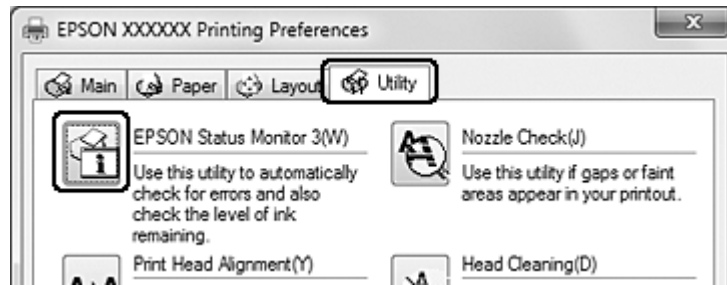 EPSON XXXXXX Printing Preferences
Main Paper Layout Utility
EPSON Status Monitor 3(W)
Use this utility to automatically
check for errors and also
check the level of ink
remaining.
Nozzle Check(J)
Use this utility if gaps or faint
areas appear in your printout.
Print Head Alignment(Y)
Head Cleaning(D)